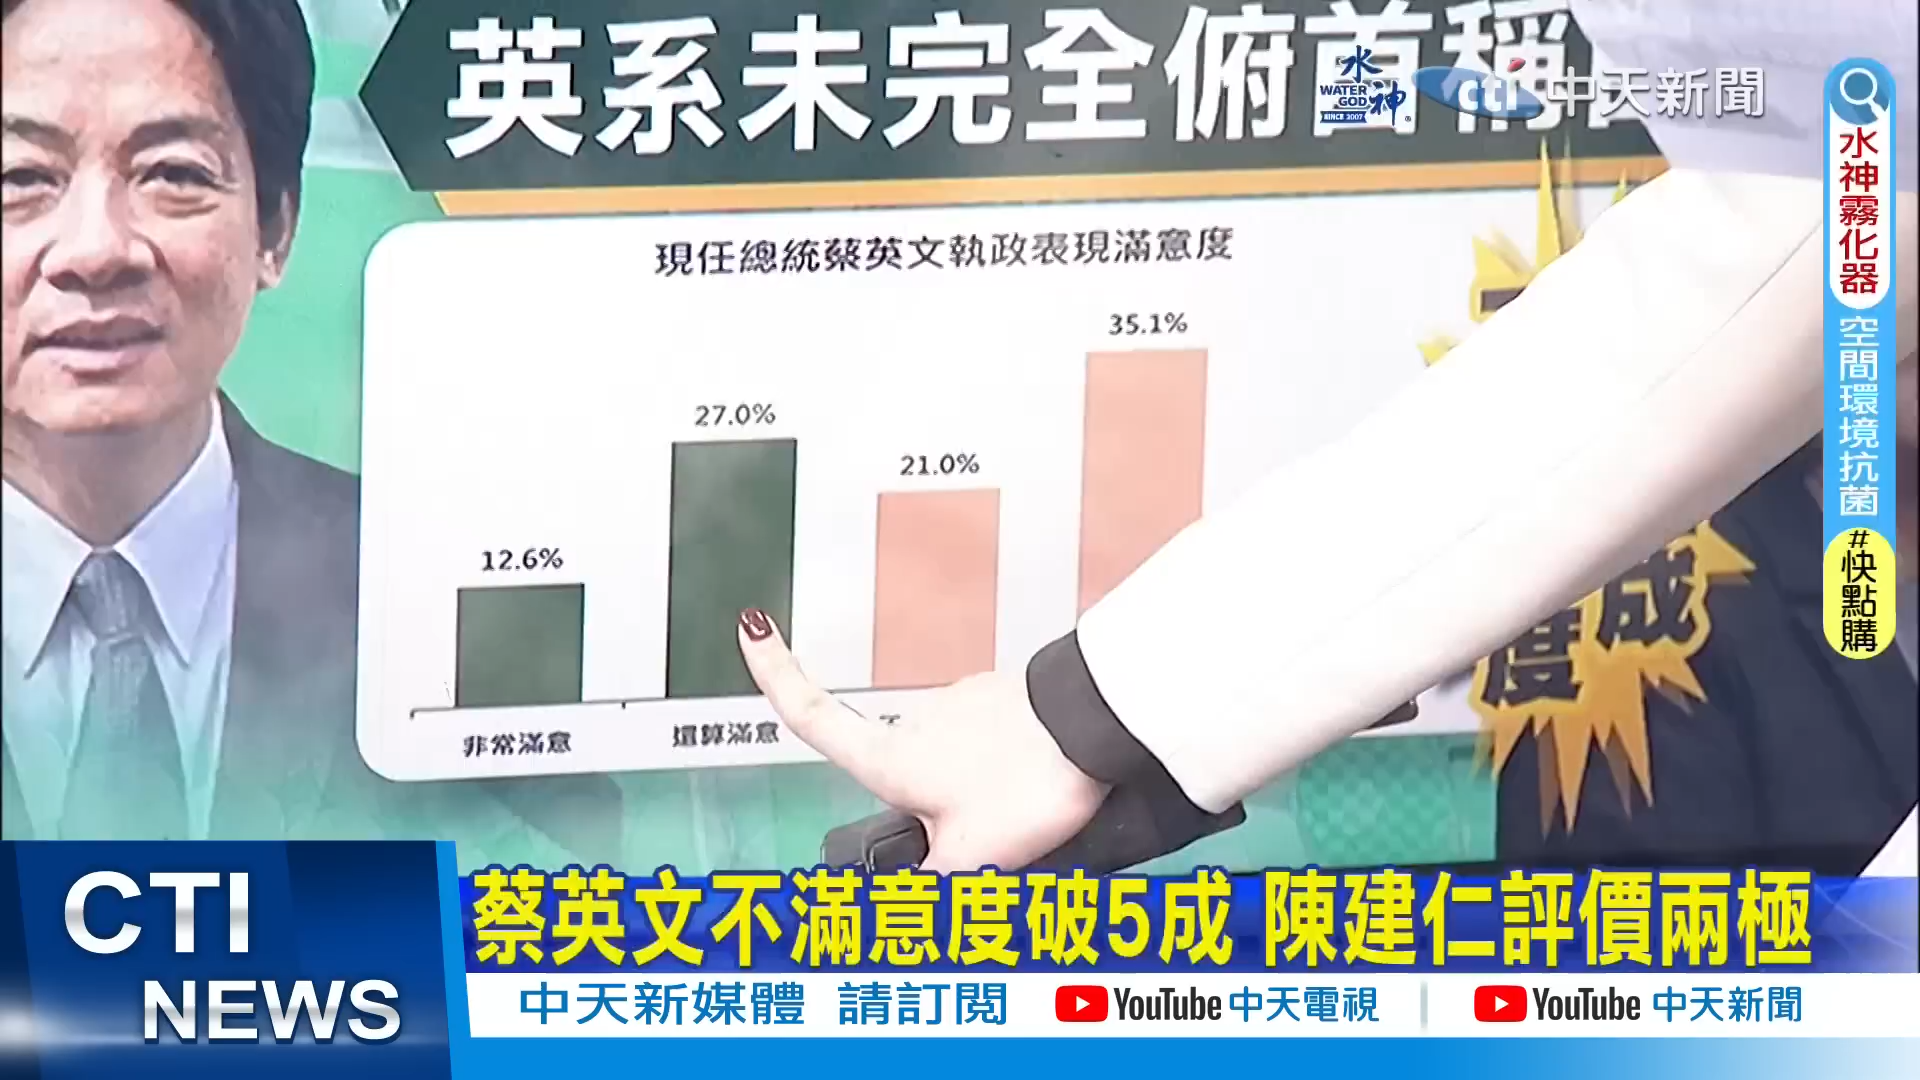 英系未完全俯首稱
水神
WATER GOD
SINCE 2007
cti 中天新聞
現任總統蔡英文執政表現滿意度
35.1%
27.0%
21.0%
12.6%
非常滿意
還算滿意
度成
水神霧化器
空間環境抗菌
#快點購
CTI
NEWS
蔡英文不滿意度破5成 陳建仁評價兩極
中天新媒體 請訂閱
YouTube 中天電視
YouTube 中天新聞